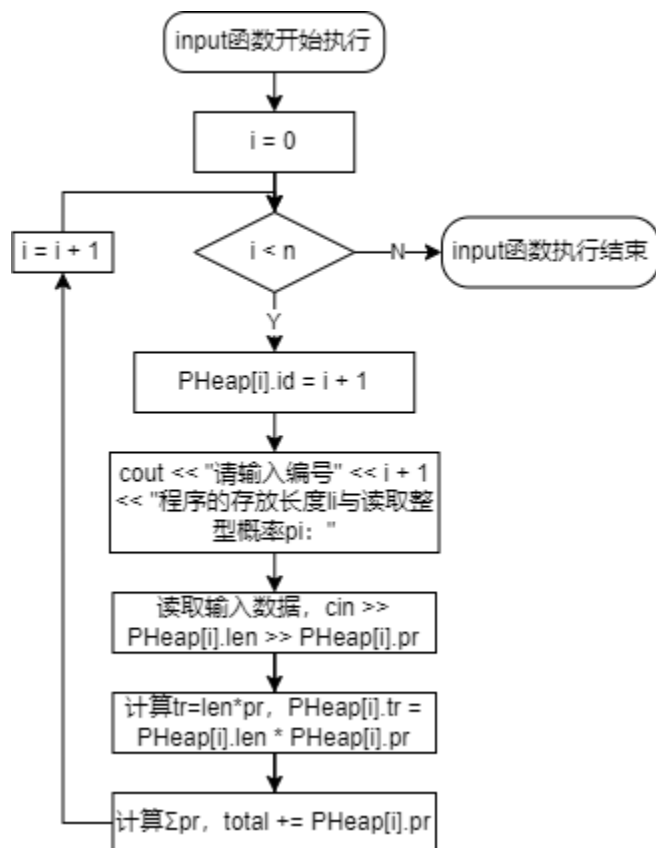 input函数开始执行
i = 0
i < n
N
input函数执行结束
i = i + 1
Y
PHeap[i].id = i + 1
cout << "请输入编号" << i + 1
<< "程序的存放长度li与读取整
型概率pi："
读取输入数据，cin >>
PHeap[i].len >> PHeap[i].pr
计算tr=len*pr，PHeap[i].tr =
PHeap[i].len * PHeap[i].pr
计算Σpr，total += PHeap[i].pr